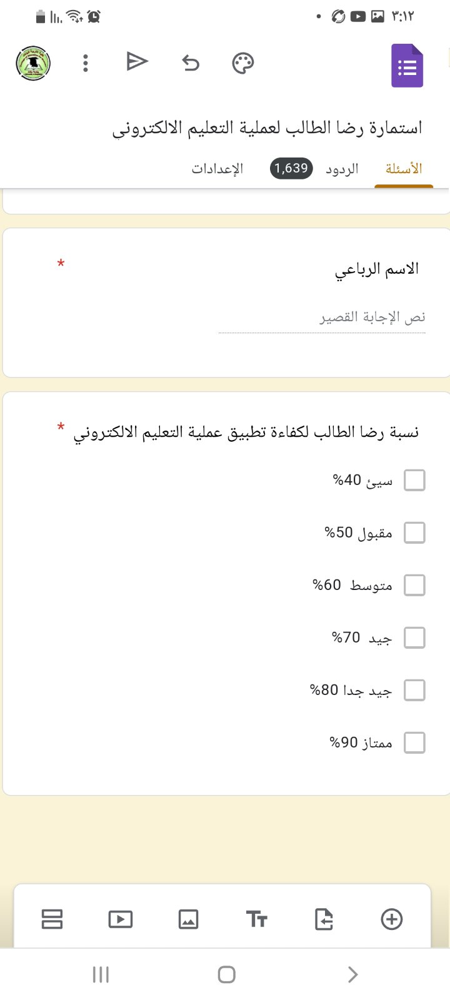 ٣:١٢
استمارة رضا الطالب لعملية التعليم الالكتروني
الأسئلة
الردود 1,639
الإعدادات
الاسم الرباعي *
نص الإجابة القصير
نسبة رضا الطالب لكفاءة تطبيق عملية التعليم الالكتروني *
سيئ 40%
مقبول 50%
متوسط 60%
جيد 70%
جيد جدا 80%
ممتاز 90%
Tт